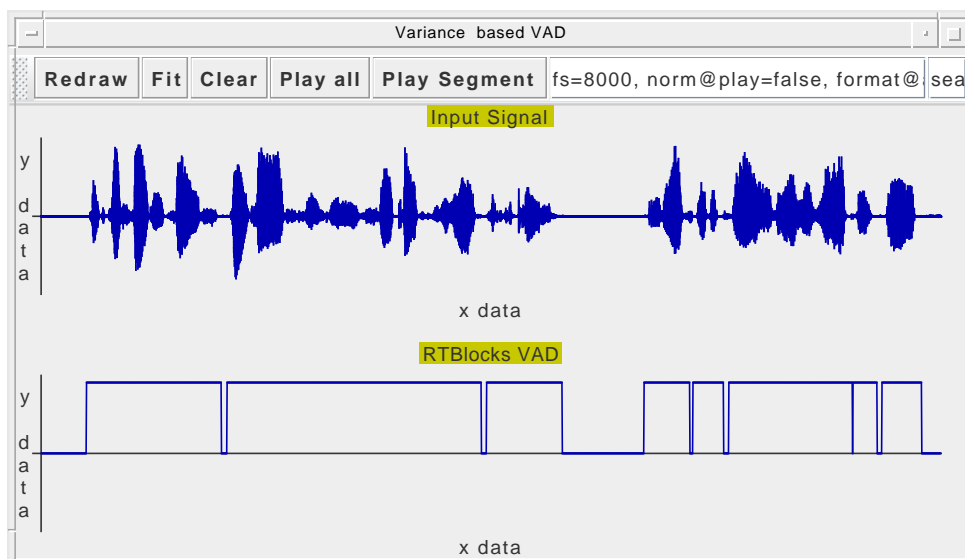 Variance based VAD
Redraw Fit Clear Play all Play Segment fs=8000, norm@play=false, format@ sea
Input Signal
y data
x data
RTBlocks VAD
y data
x data